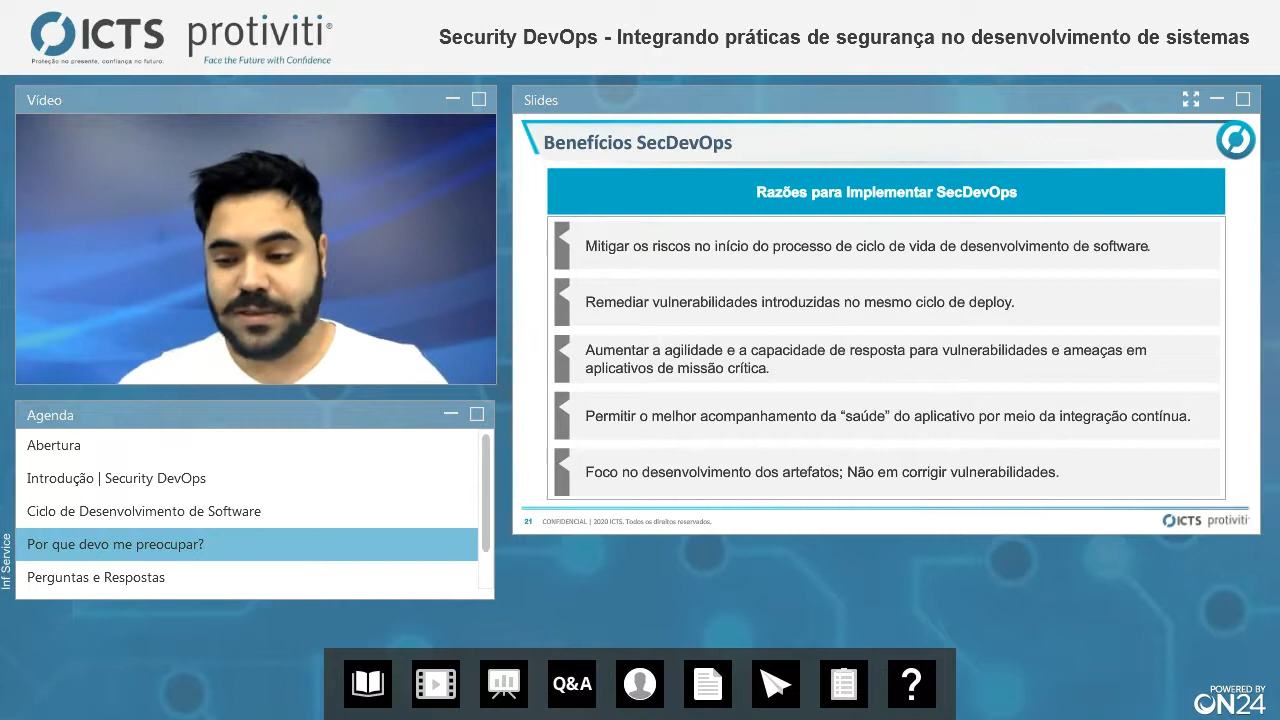 ICTS
Proteção no presente, confiança no futuro.
protiviti®
Face the Future with Confidence
Security DevOps - Integrando práticas de segurança no desenvolvimento de sistemas
Vídeo
Slides
Benefícios SecDevOps
Razões para Implementar SecDevOps
Mitigar os riscos no início do processo de ciclo de vida de desenvolvimento de software.
Remediar vulnerabilidades introduzidas no mesmo ciclo de deploy.
Aumentar a agilidade e a capacidade de resposta para vulnerabilidades e ameaças em
aplicativos de missão crítica.
Permitir o melhor acompanhamento da “saúde” do aplicativo por meio da integração contínua.
Foco no desenvolvimento dos artefatos; Não em corrigir vulnerabilidades.
21 CONFIDENCIAL | 2020 ICTS. Todos os direitos reservados.
ICTS protiviti®
Agenda
Abertura
Introdução | Security DevOps
Ciclo de Desenvolvimento de Software
Por que devo me preocupar?
Perguntas e Respostas
Inf Service
Q&A
?
POWERED BY
ON24